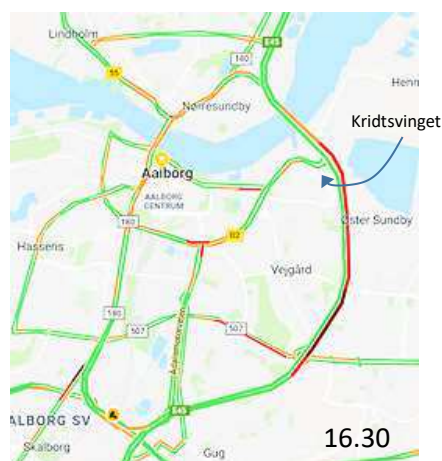 Lindholm
E45
180
55
Nørresundby
Henn
Kridtsvinget
Aalborg
AALBORG
CENTRUM
Øster Sundby
180
B2
Hasseris
Vejgård
180
507
507
ALBORG SV
E45
Skalborg
Gug
16.30